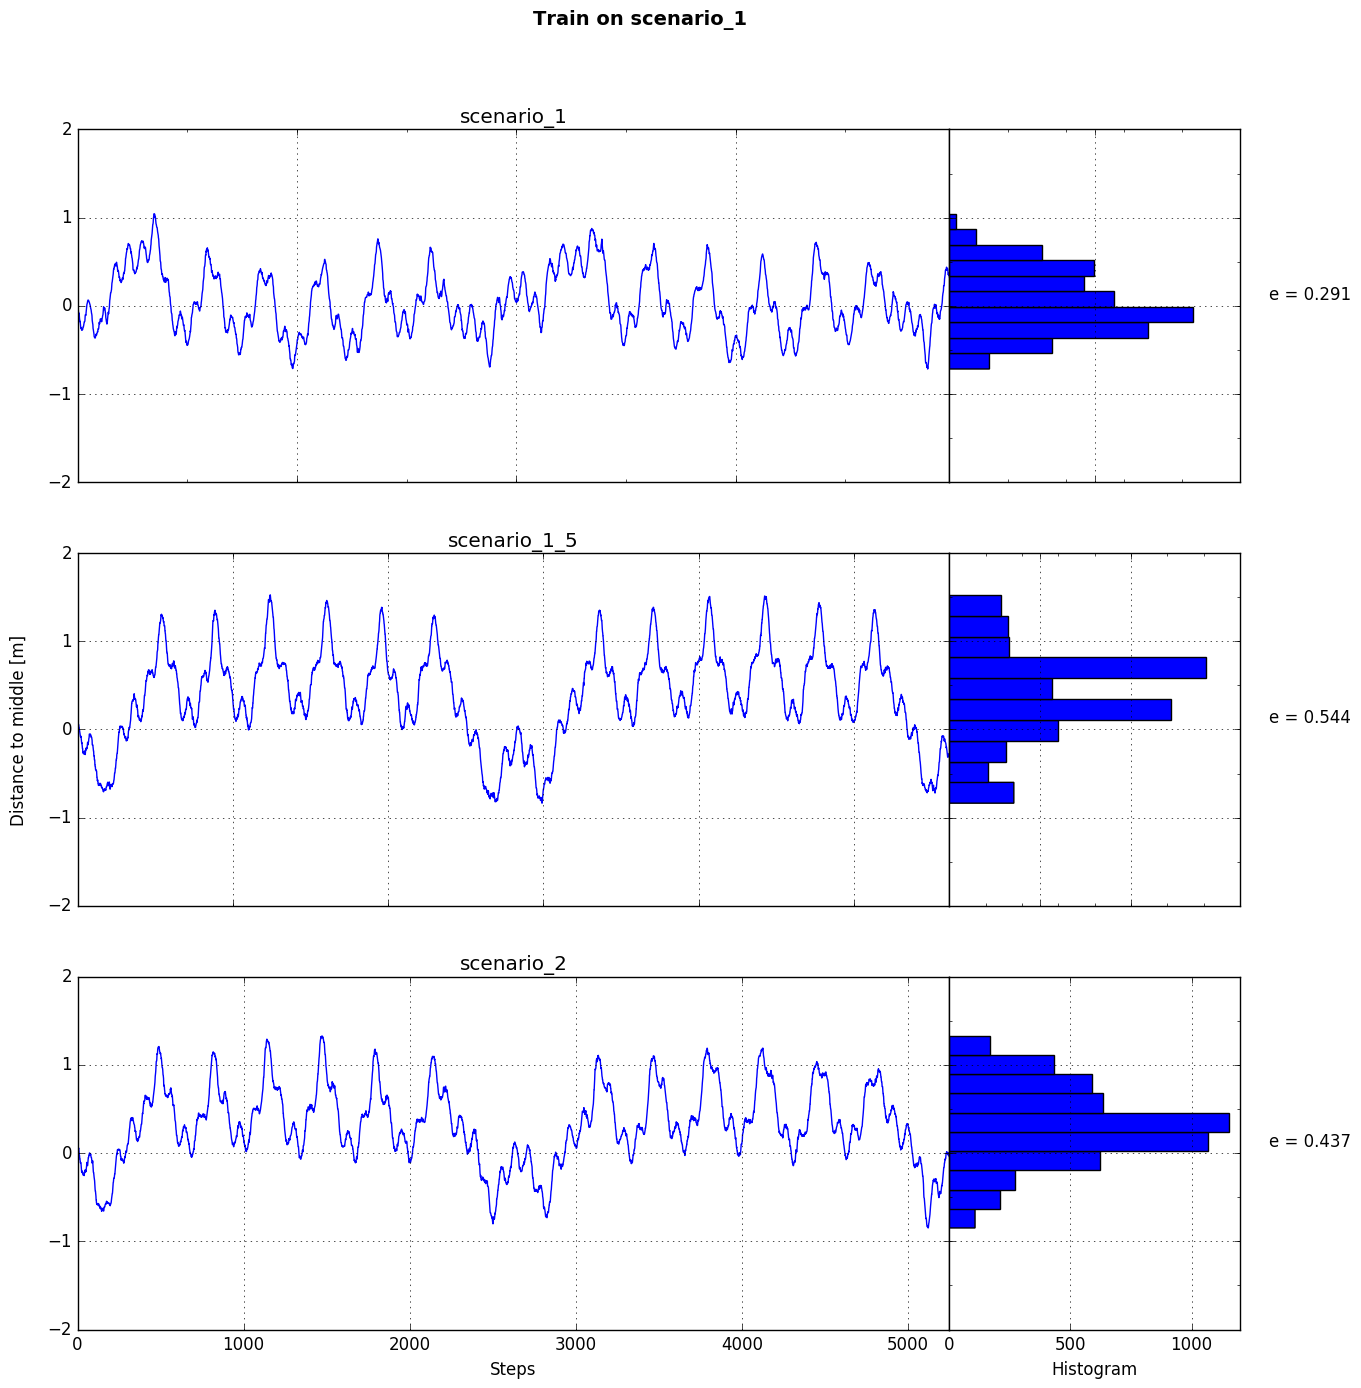 Train on scenario_1
scenario_1
2
1
0
−1
−2
e = 0.291
scenario_1_5
2
1
0
−1
−2
Distance to middle [m]
e = 0.544
scenario_2
2
1
0
−1
−2
e = 0.437
0 1000 2000 3000 4000 5000 0 500 1000
Steps Histogram